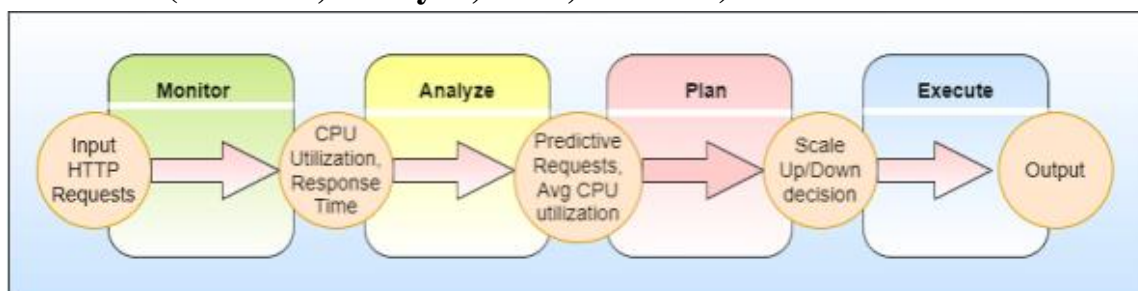 Monitor
Analyze
Plan
Execute
Input
HTTP
Requests
CPU
Utilization,
Response
Time
Predictive
Requests,
Avg CPU
utilization
Scale
Up/Down
decision
Output